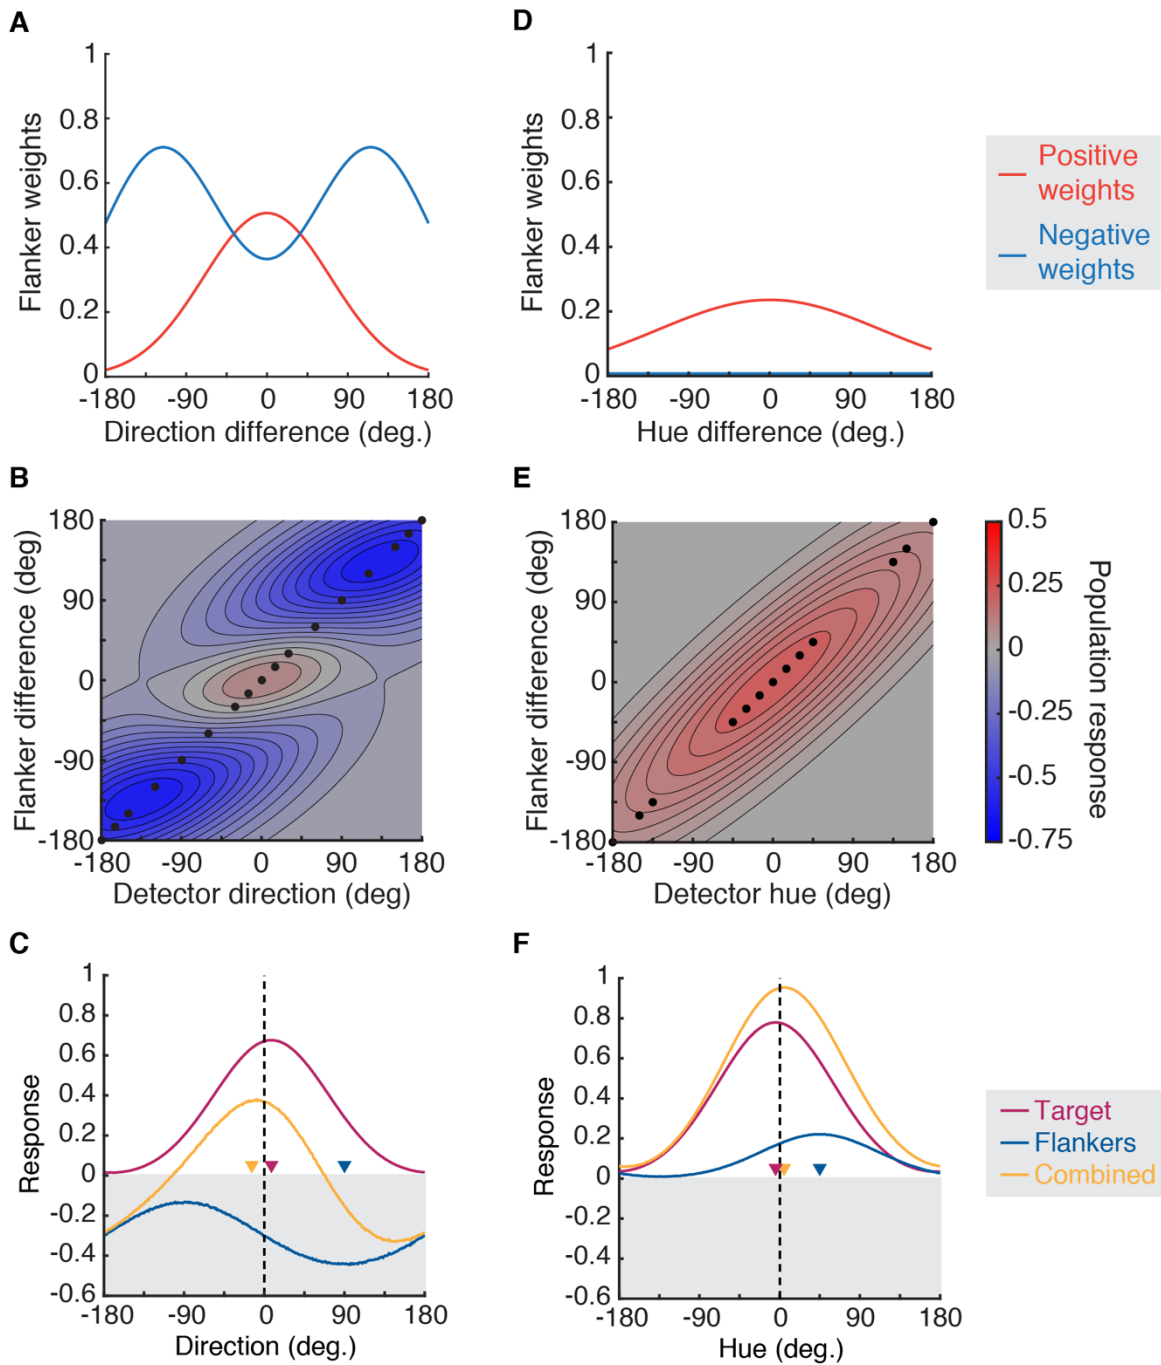 A
1
0.8
0.6
0.4
0.2
0
Flanker weights
-180 -90 0 90 180
Direction difference (deg.)
D
1
0.8
0.6
0.4
0.2
0
Flanker weights
-180 -90 0 90 180
Hue difference (deg.)
Positive
weights
Negative
weights
B
180
90
0
-90
-180
Flanker difference (deg)
-180 -90 0 90 180
Detector direction (deg)
E
180
90
0
-90
-180
Flanker difference (deg)
-180 -90 0 90 180
Detector hue (deg)
0.5
0.25
0
-0.25
-0.5
-0.75
Population response
C
1
0.8
0.6
0.4
0.2
0
-0.2
-0.4
-0.6
Response
-180 -90 0 90 180
Direction (deg.)
F
1
0.8
0.6
0.4
0.2
0
-0.2
-0.4
-0.6
Response
-180 -90 0 90 180
Hue (deg.)
Target
Flankers
Combined